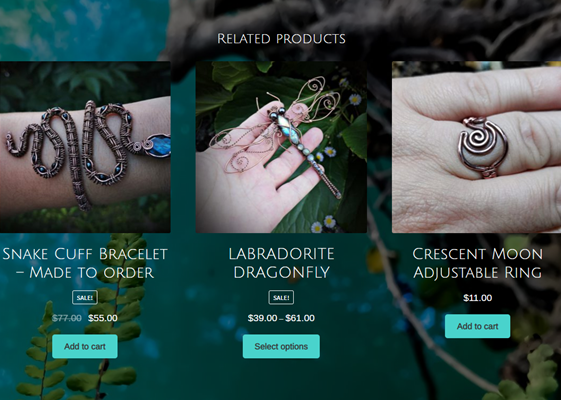 Related products
Snake Cuff Bracelet
– Made to order
SALE!
$77.00 $55.00
Add to cart
LABRADORITE
DRAGONFLY
SALE!
$39.00 – $61.00
Select options
Crescent Moon
Adjustable Ring
$11.00
Add to cart